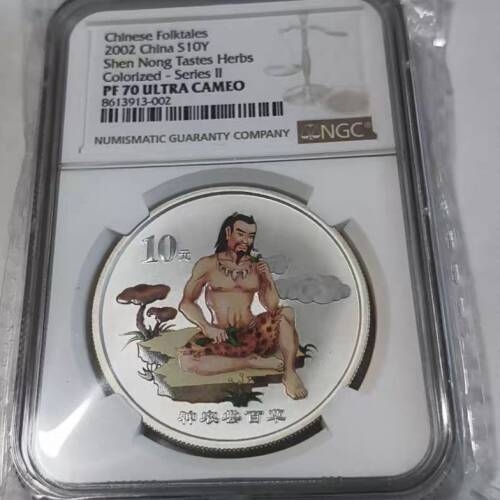 Chinese Folktales
2002 China S10Y
Shen Nong Tastes Herbs
Colorized - Series II
PF 70 ULTRA CAMEO
8613913-002
NUMISMATIC GUARANTY COMPANY
NGC
10元
神农尝百草